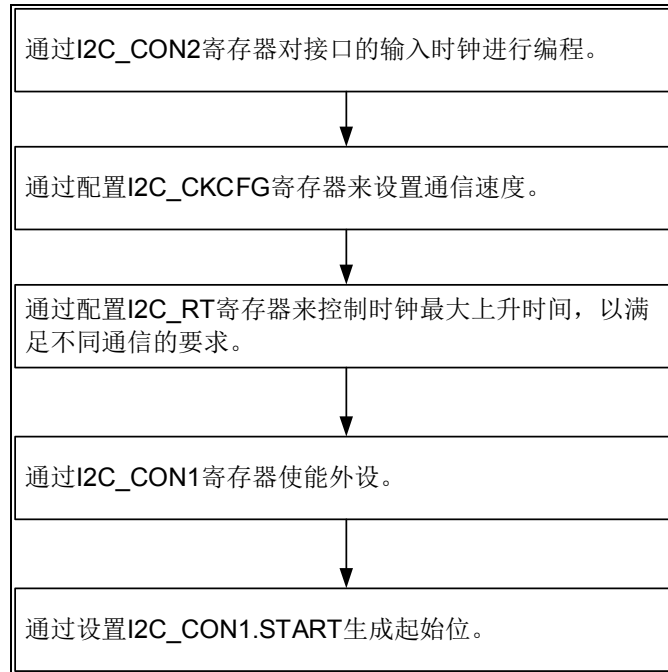 通过I2C_CON2寄存器对接口的输入时钟进行编程。
通过配置I2C_CKCFG寄存器来设置通信速度。
通过配置I2C_RT寄存器来控制时钟最大上升时间，以满
足不同通信的要求。
通过I2C_CON1寄存器使能外设。
通过设置I2C_CON1.START生成起始位。